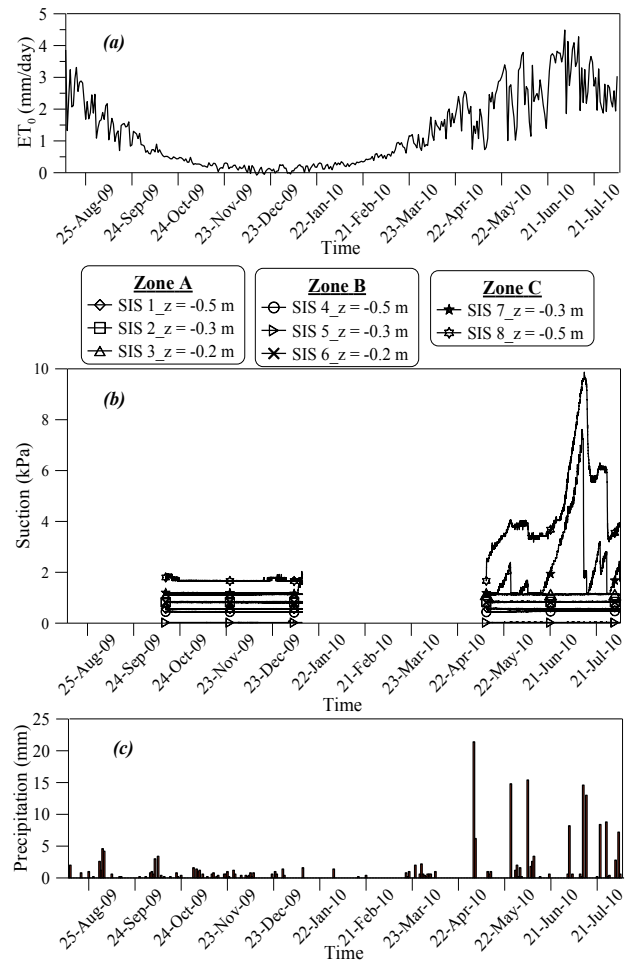 (a)
ET0 (mm/day)
5
4
3
2
1
0
25-Aug-09 24-Sep-09 24-Oct-09 23-Nov-09 23-Dec-09 22-Jan-10 21-Feb-10 23-Mar-10 22-Apr-10 22-May-10 21-Jun-10 21-Jul-10
Time
Zone A
SIS 1_z = -0.5 m
SIS 2_z = -0.3 m
SIS 3_z = -0.2 m
Zone B
SIS 4_z = -0.5 m
SIS 5_z = -0.3 m
SIS 6_z = -0.2 m
Zone C
SIS 7_z = -0.3 m
SIS 8_z = -0.5 m
(b)
Suction (kPa)
10
8
6
4
2
0
25-Aug-09 24-Sep-09 24-Oct-09 23-Nov-09 23-Dec-09 22-Jan-10 21-Feb-10 23-Mar-10 22-Apr-10 22-May-10 21-Jun-10 21-Jul-10
Time
(c)
Precipitation (mm)
25
20
15
10
5
0
25-Aug-09 24-Sep-09 24-Oct-09 23-Nov-09 23-Dec-09 22-Jan-10 21-Feb-10 23-Mar-10 22-Apr-10 22-May-10 21-Jun-10 21-Jul-10
Time